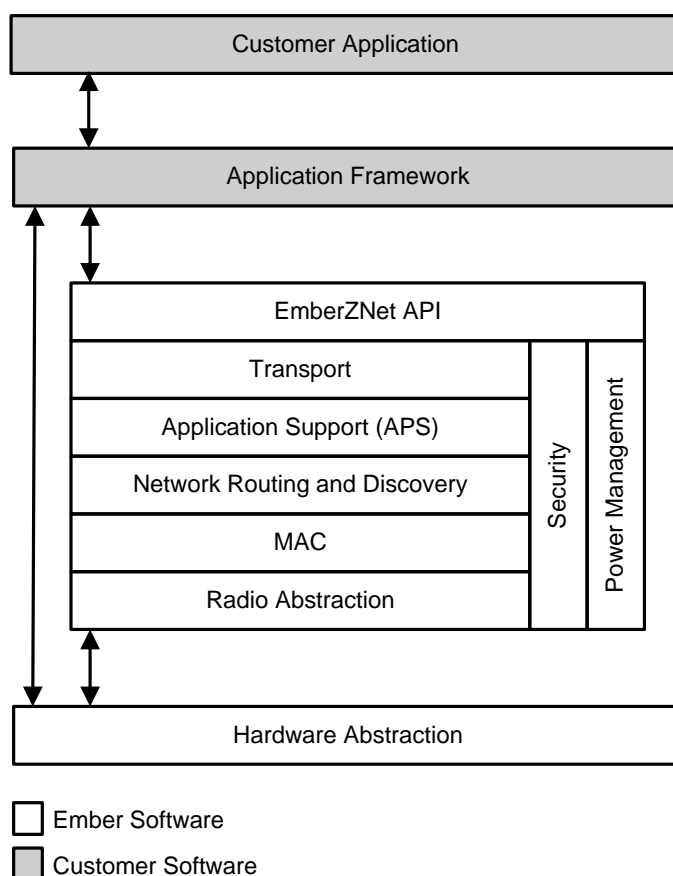 Customer Application
Application Framework
EmberZNet API
Transport
Application Support (APS)
Network Routing and Discovery
MAC
Radio Abstraction
Security
Power Management
Hardware Abstraction
Ember Software
Customer Software